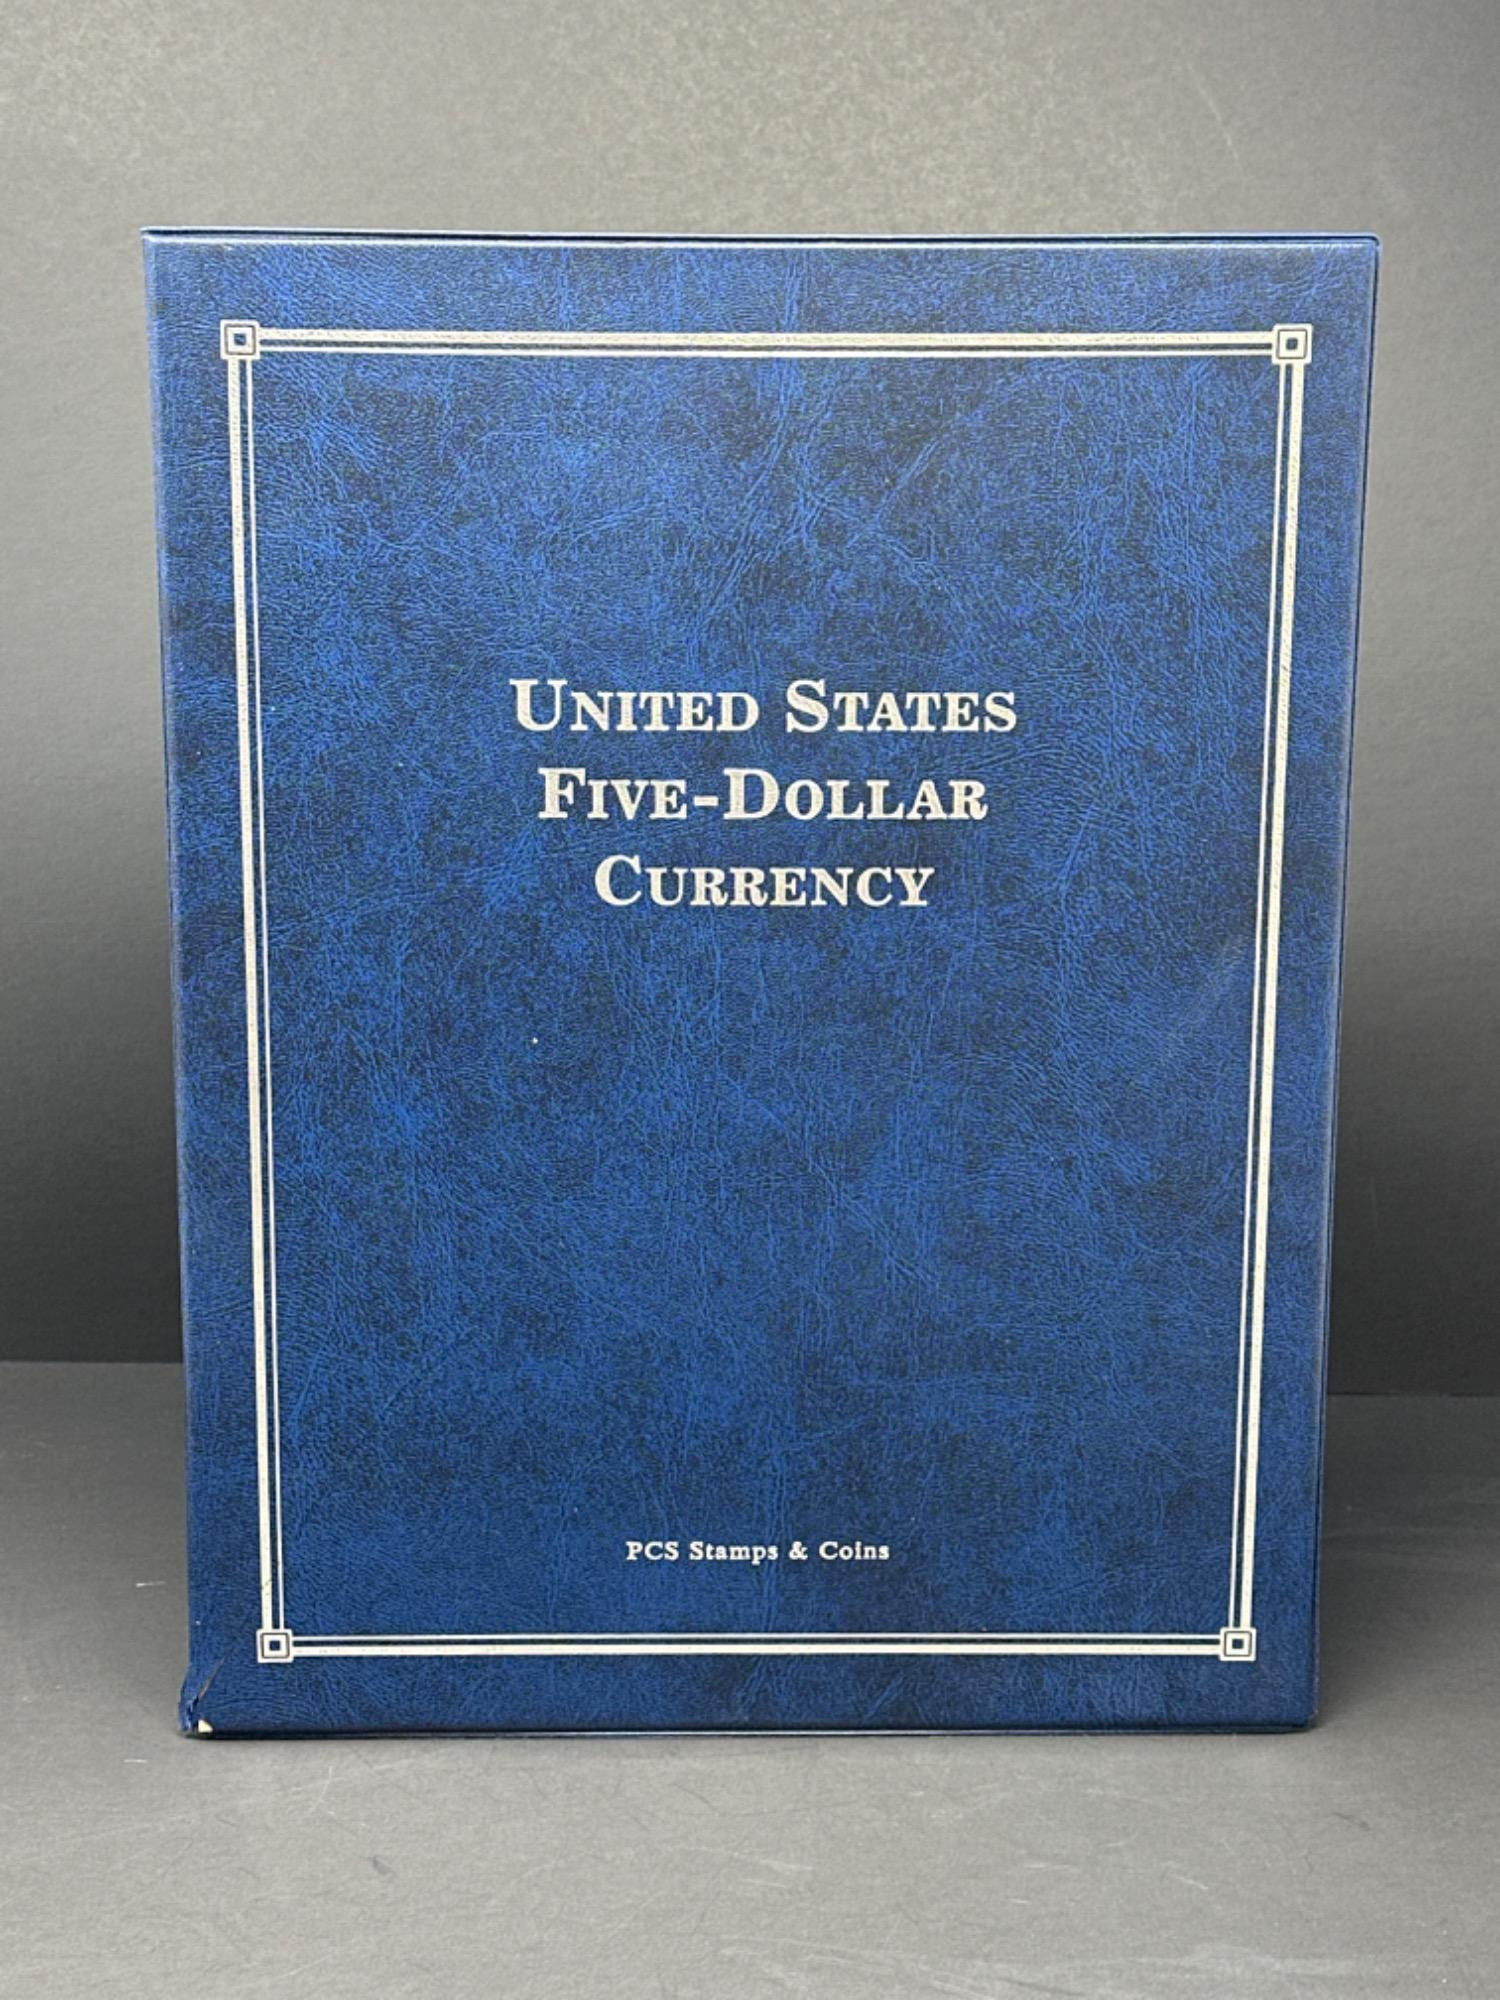 United States
Five-Dollar
Currency
PCS Stamps & Coins